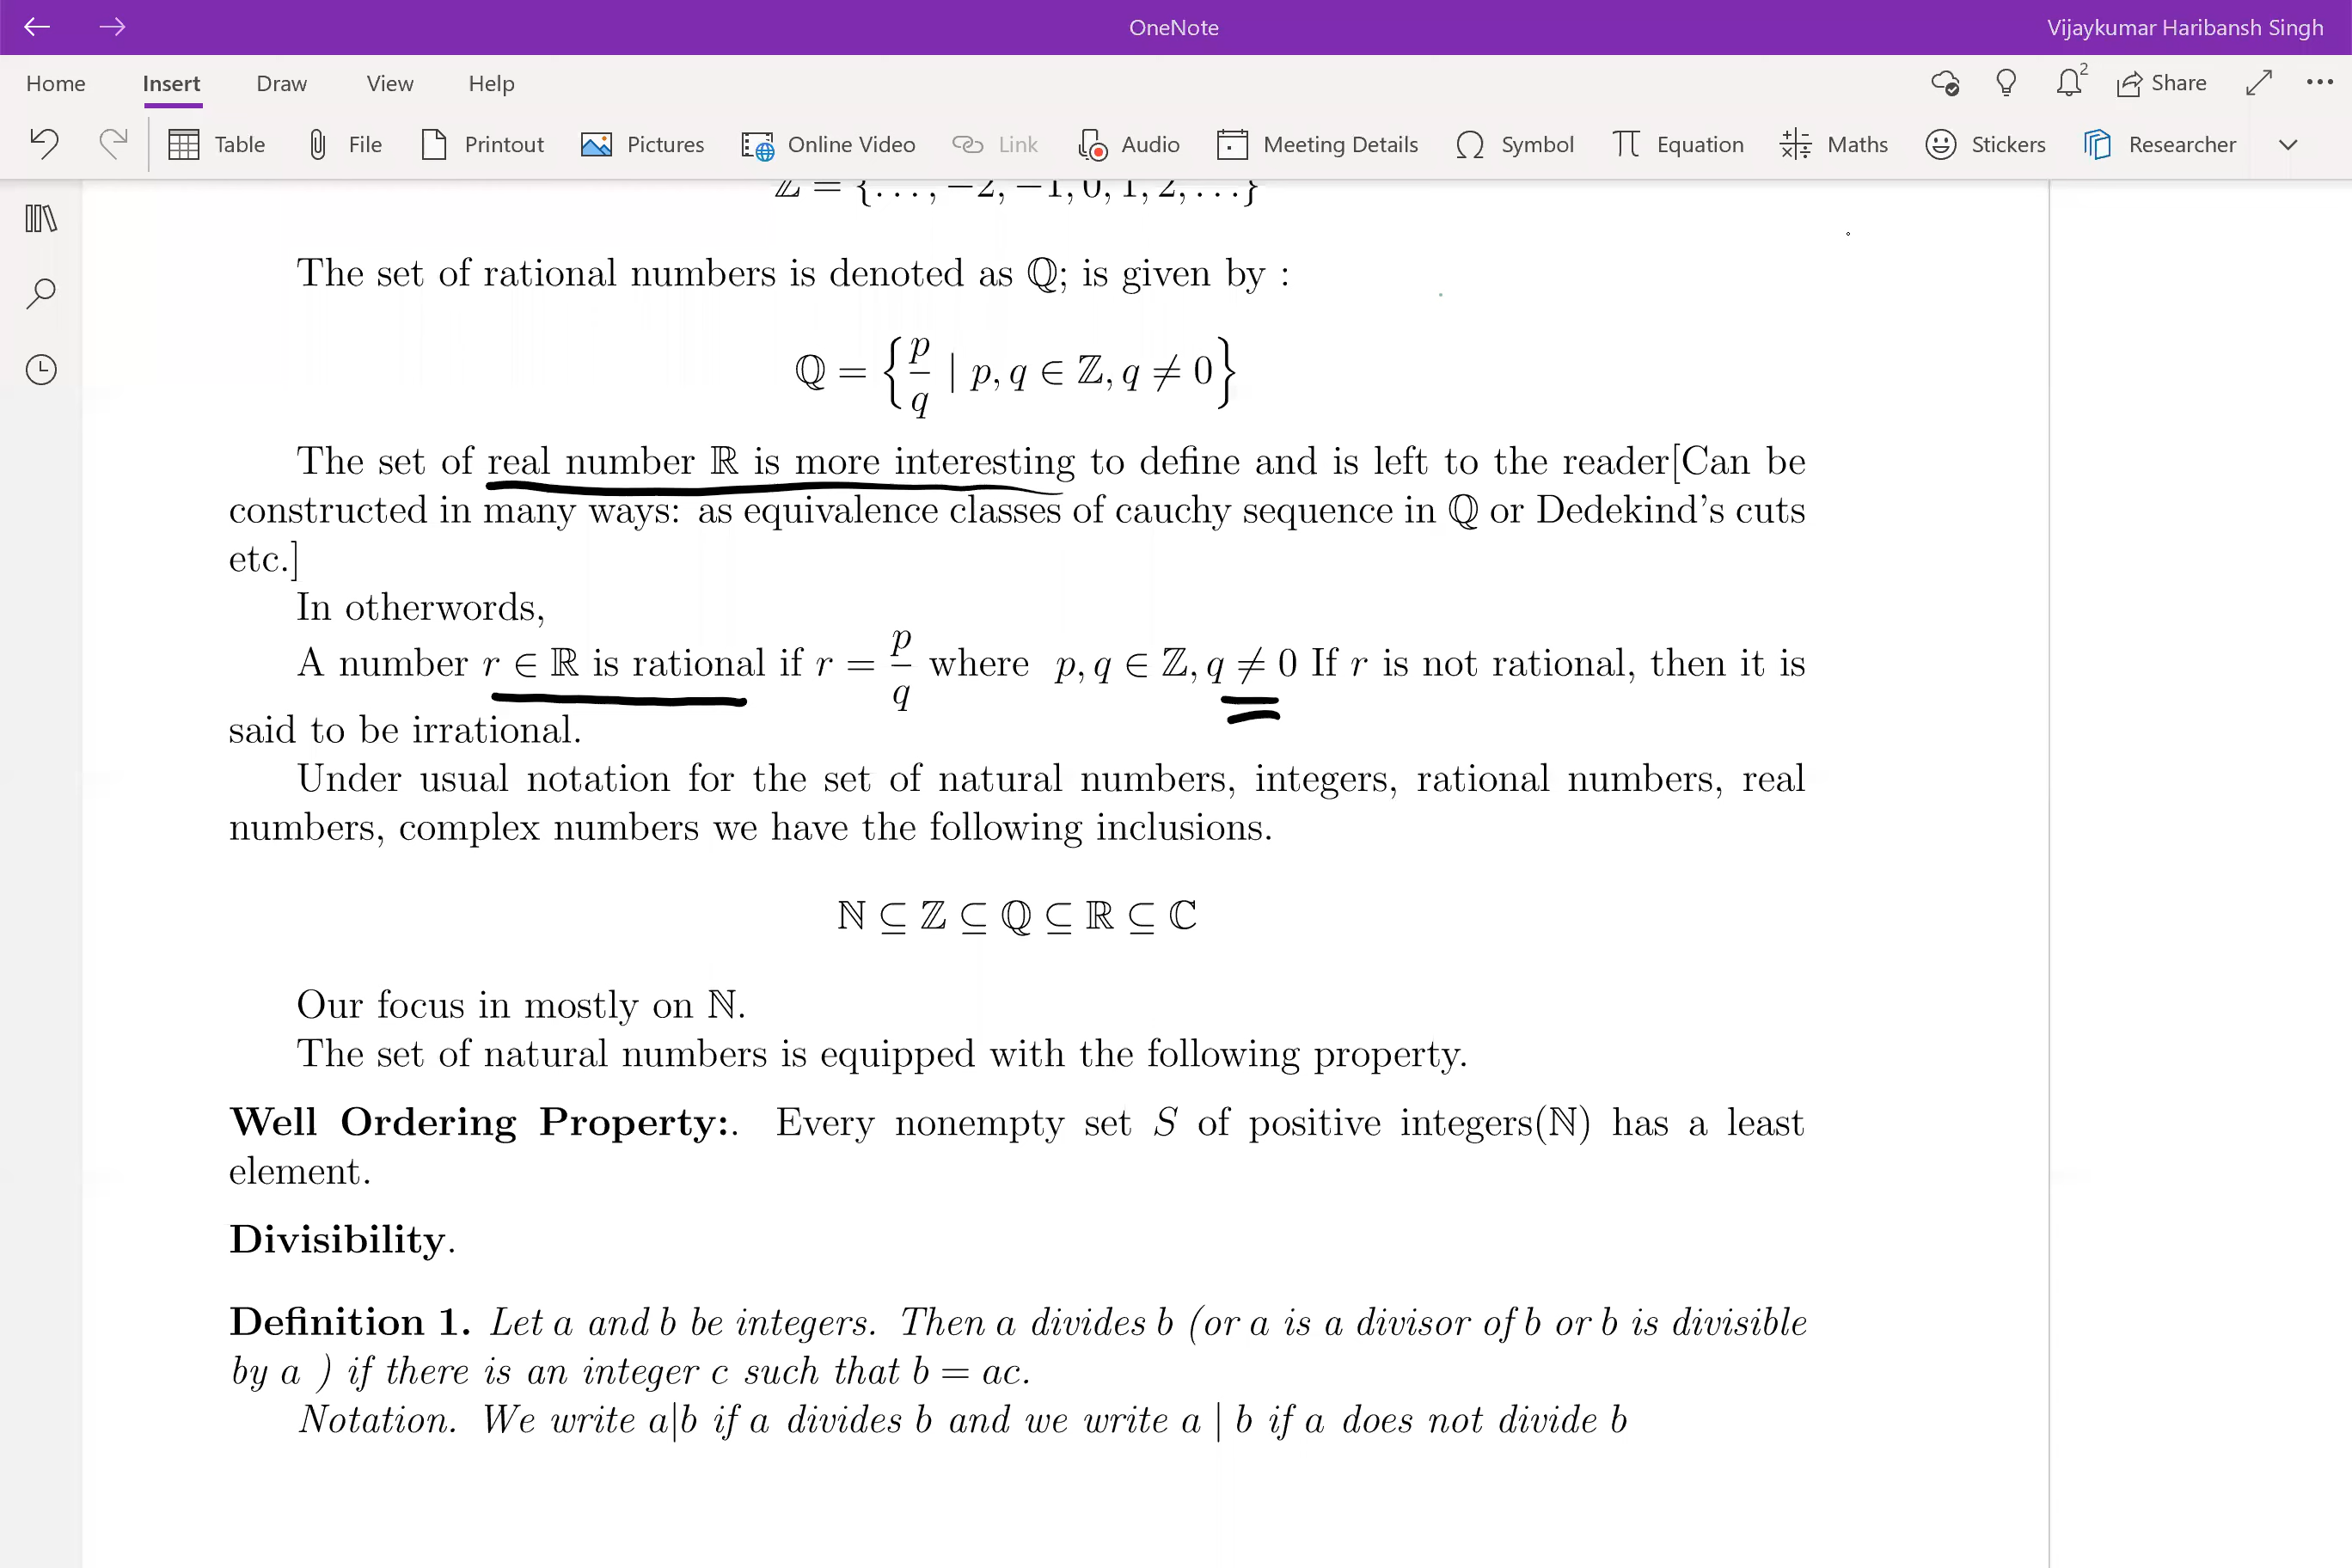 OneNote
Vijaykumar Haribansh Singh
Home Insert Draw View Help
2 Share
Table File Printout Pictures Online Video Link Audio Meeting Details Symbol Equation Maths Stickers Researcher
ℤ = {. . . , −2, −1, 0, 1, 2, . . .}
The set of rational numbers is denoted as ℚ; is given by :
ℚ = {p/q | p, q ∈ ℤ, q ≠ 0}
The set of real number ℝ is more interesting to define and is left to the reader[Can be
constructed in many ways: as equivalence classes of cauchy sequence in ℚ or Dedekind's cuts
etc.]
In otherwords,
A number r ∈ ℝ is rational if r = p/q where p, q ∈ ℤ, q ≠ 0 If r is not rational, then it is
said to be irrational.
Under usual notation for the set of natural numbers, integers, rational numbers, real
numbers, complex numbers we have the following inclusions.
ℕ ⊆ ℤ ⊆ ℚ ⊆ ℝ ⊆ ℂ
Our focus in mostly on ℕ.
The set of natural numbers is equipped with the following property.
Well Ordering Property:. Every nonempty set S of positive integers(ℕ) has a least
element.
Divisibility.
Definition 1. Let a and b be integers. Then a divides b (or a is a divisor of b or b is divisible
by a ) if there is an integer c such that b = ac.
Notation. We write a|b if a divides b and we write a | b if a does not divide b